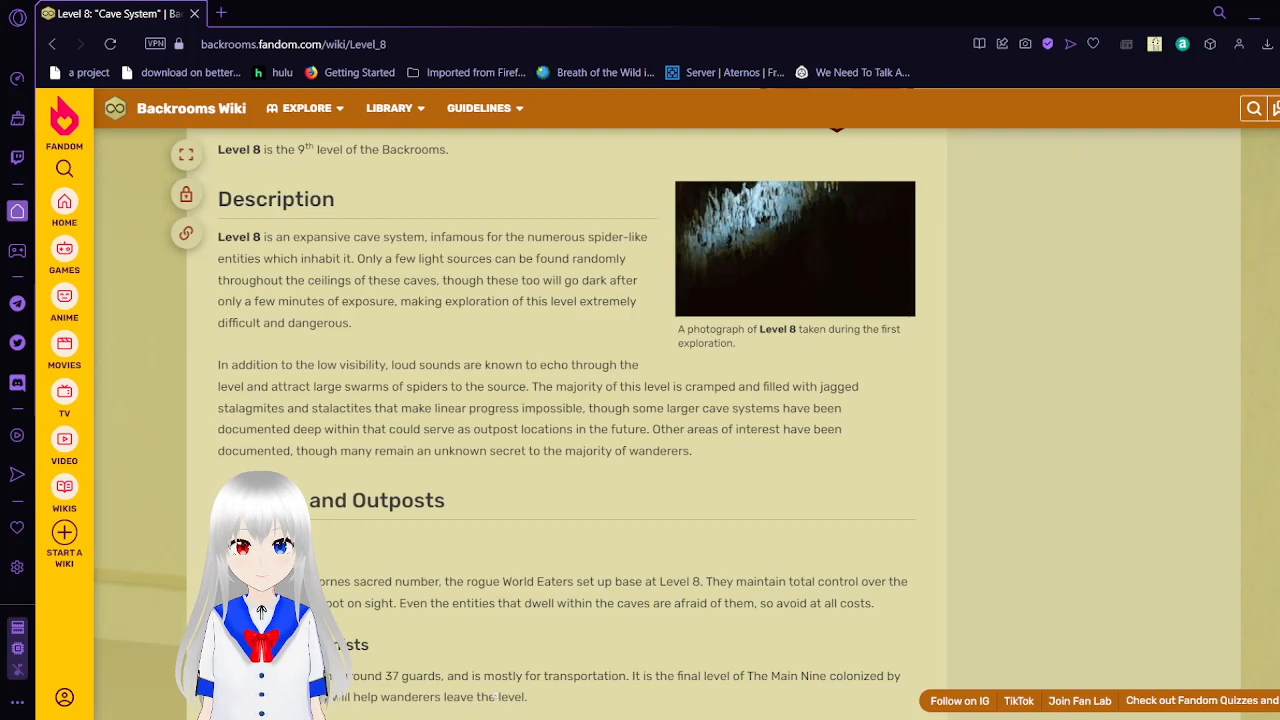 Level 8: "Cave System" | Bac
backrooms.fandom.com/wiki/Level_8
VPN
a project
download on better...
hulu
Getting Started
Imported from Firef...
Breath of the Wild i...
Server | Aternos | Fr...
We Need To Talk A...
FANDOM
HOME
GAMES
ANIME
MOVIES
TV
VIDEO
WIKIS
START A
WIKI
Backrooms Wiki
EXPLORE
LIBRARY
GUIDELINES
Level 8 is the 9th level of the Backrooms.
Description
Level 8 is an expansive cave system, infamous for the numerous spider-like
entities which inhabit it. Only a few light sources can be found randomly
throughout the ceilings of these caves, though these too will go dark after
only a few minutes of exposure, making exploration of this level extremely
difficult and dangerous.
A photograph of Level 8 taken during the first
exploration.
In addition to the low visibility, loud sounds are known to echo through the
level and attract large swarms of spiders to the source. The majority of this level is cramped and filled with jagged
stalagmites and stalactites that make linear progress impossible, though some larger cave systems have been
documented deep within that could serve as outpost locations in the future. Other areas of interest have been
documented, though many remain an unknown secret to the majority of wanderers.
and Outposts
ornes sacred number, the rogue World Eaters set up base at Level 8. They maintain total control over the
oot on sight. Even the entities that dwell within the caves are afraid of them, so avoid at all costs.
ists
round 37 guards, and is mostly for transportation. It is the final level of The Main Nine colonized by
will help wanderers leave the level.
Follow on IG
TikTok
Join Fan Lab
Check out Fandom Quizzes and